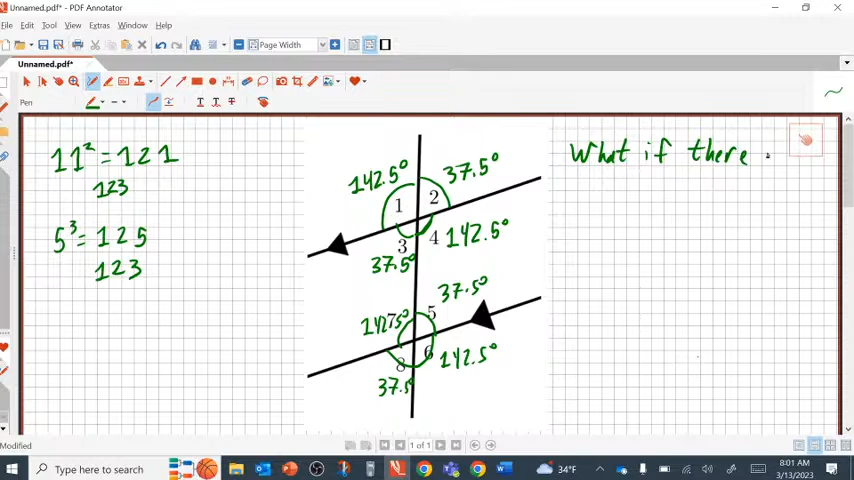 Unnamed.pdf* — PDF Annotator
File Edit View Tool Extras Window Help
Page Width
Unnamed.pdf*
Pen
11² = 121
123
5³ = 125
123
What if there
142.5°
37.5°
1
2
3
4
142.5°
37.5°
37.5°
142.5°
7
5
8
6
142.5°
37.5°
Modified
1 of 1
Type here to search
34°F
8:01 AM
3/13/2023